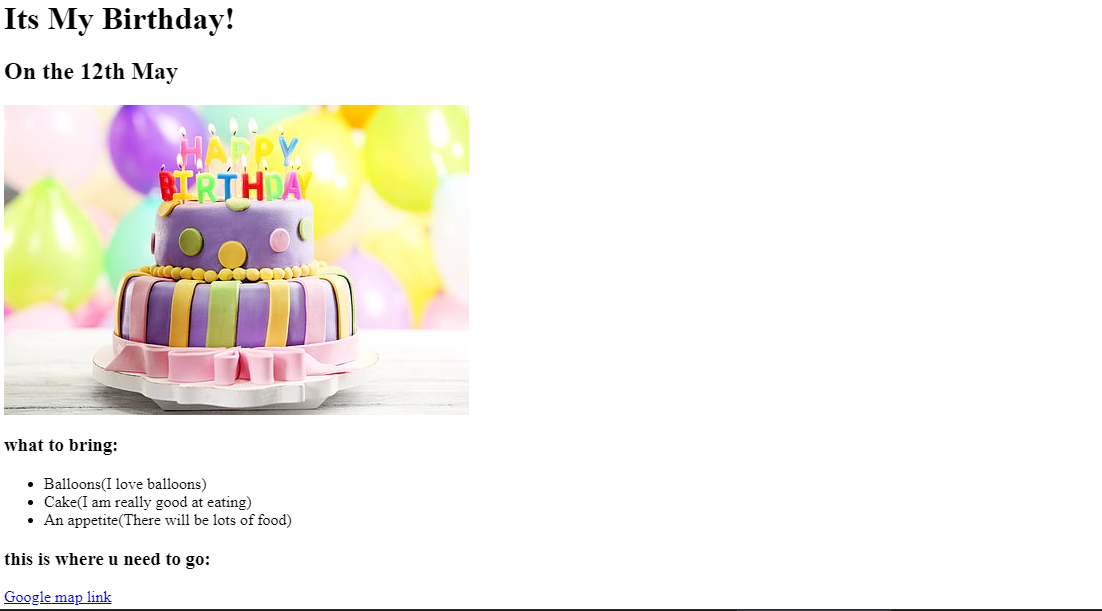 Its My Birthday!
On the 12th May
HAPPY
BIRTHDAY
what to bring:
Balloons(I love balloons)
Cake(I am really good at eating)
An appetite(There will be lots of food)
this is where u need to go:
Google map link